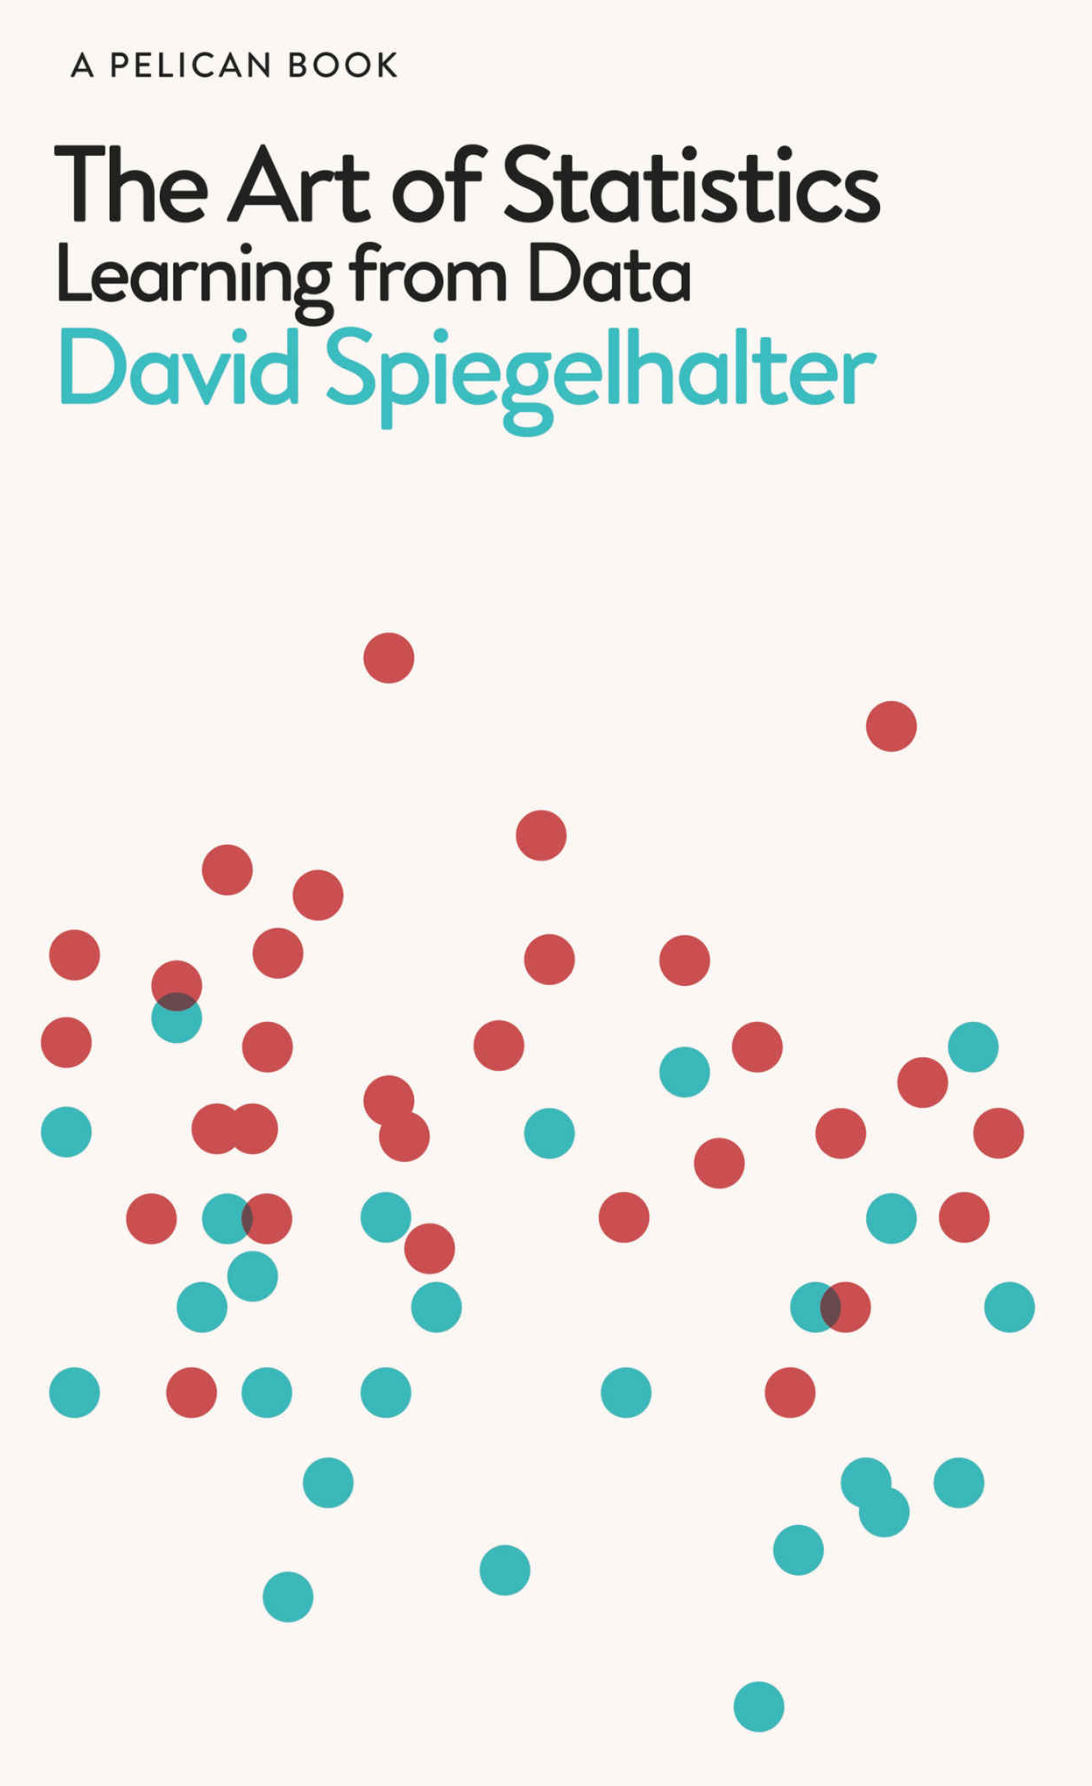 A PELICAN BOOK
The Art of Statistics
Learning from Data
David Spiegelhalter